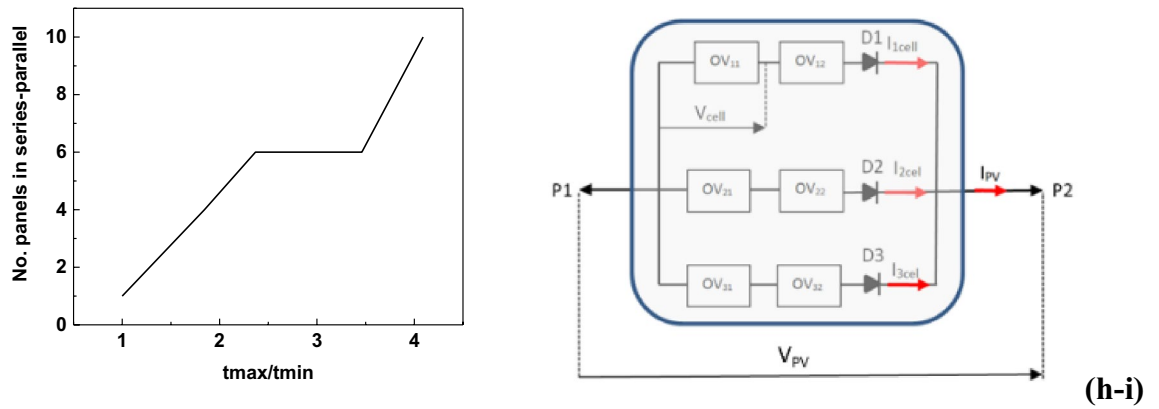 No. panels in series-parallel
10
8
6
4
2
0
1
2
3
4
tmax/tmin
D1
I1cell
OV11
OV12
Vcell
P1
OV21
OV22
D2
I2cel
IPV
P2
OV31
OV32
D3
I3cel
VPV
(h-i)